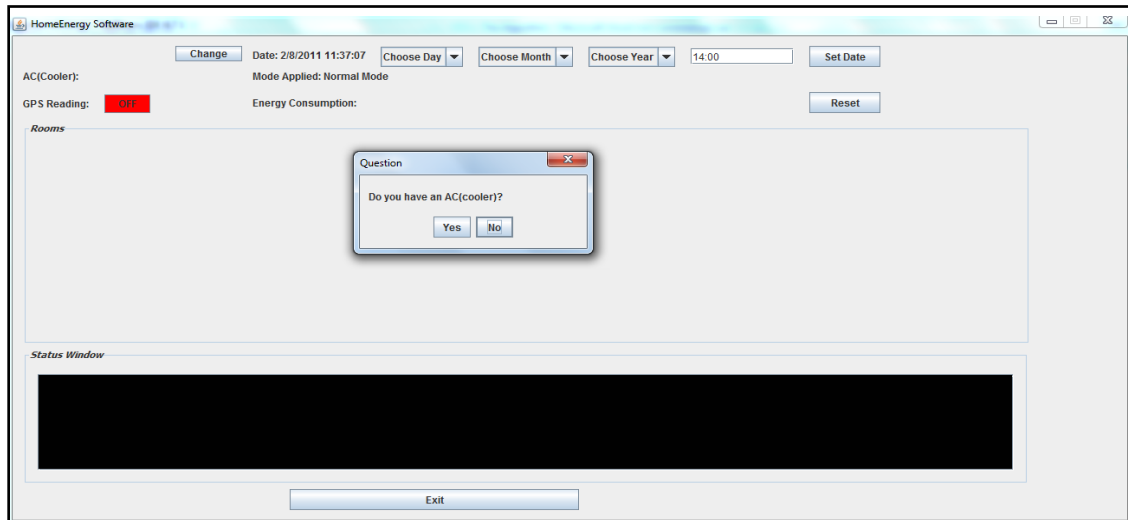 HomeEnergy Software
Change Date: 2/8/2011 11:37:07 Choose Day Choose Month Choose Year 14:00 Set Date
AC(Cooler): Mode Applied: Normal Mode
GPS Reading: OFF Energy Consumption: Reset
Rooms
Question
Do you have an AC(cooler)?
Yes No
Status Window
Exit